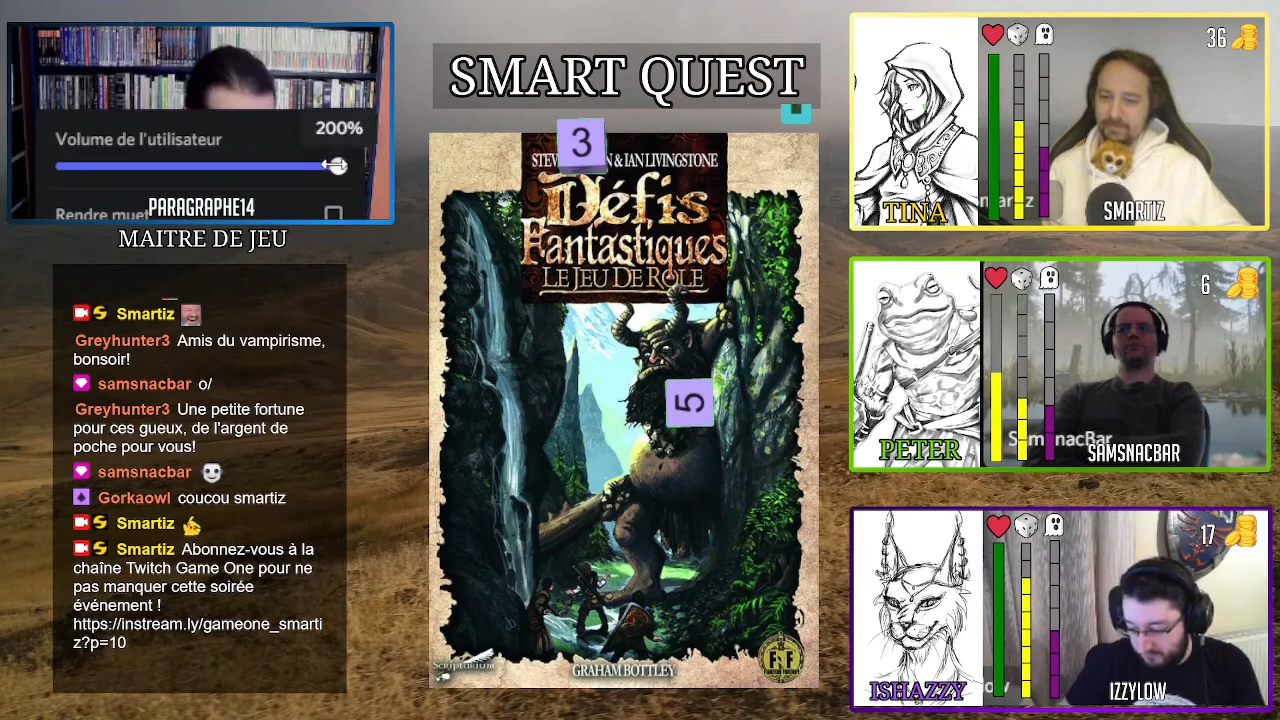 Volume de l'utilisateur
200%
Rendre muet
PARAGRAPHE14
MAITRE DE JEU
Smartiz
Greyhunter3 Amis du vampirisme,
bonsoir!
samsnacbar o/
Greyhunter3 Une petite fortune
pour ces gueux, de l'argent de
poche pour vous!
samsnacbar
Gorkaowl coucou smartiz
Smartiz
Smartiz Abonnez-vous à la
chaîne Twitch Game One pour ne
pas manquer cette soirée
événement !
https://instream.ly/gameone_smarti
z?p=10
SMART QUEST
3
& IAN LIVINGSTONE
Défis
Fantastiques
LE JEU DE RÔLE
5
SCRIPTARIUM
GRAHAM BOTTLEY
FF
36
TINA
SMARTIZ
6
PETER
SAMSNACBAR
17
ISHAZZY
IZZYLOW